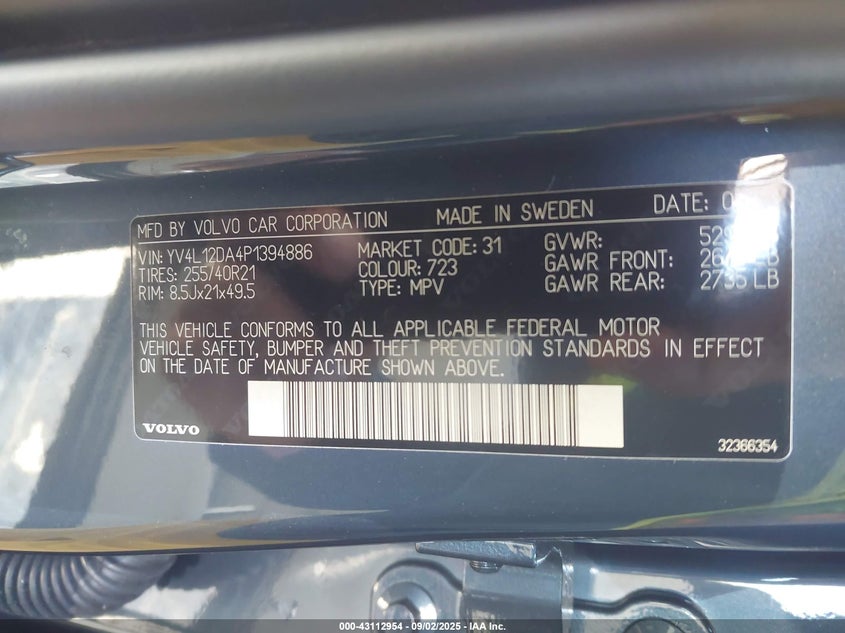 MFD BY VOLVO CAR CORPORATION MADE IN SWEDEN DATE:
VIN: YV4L12DA4P1394886 MARKET CODE: 31 GVWR:
TIRES: 255/40R21 COLOUR: 723 GAWR FRONT: LB
RIM: 8.5Jx21x49.5 TYPE: MPV GAWR REAR: LB
THIS VEHICLE CONFORMS TO ALL APPLICABLE FEDERAL MOTOR
VEHICLE SAFETY, BUMPER AND THEFT PREVENTION STANDARDS IN EFFECT
ON THE DATE OF MANUFACTURE SHOWN ABOVE.
VOLVO
32366354
000-43112954 - 09/02/2025 - IAA Inc.